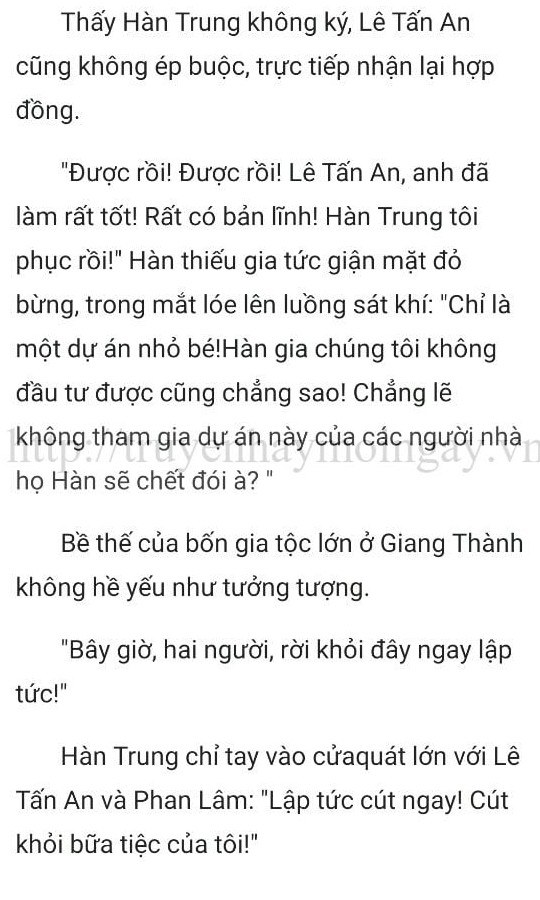 Thấy Hàn Trung không ký, Lê Tấn An
cũng không ép buộc, trực tiếp nhận lại hợp
đồng.
"Được rồi! Được rồi! Lê Tấn An, anh đã
làm rất tốt! Rất có bản lĩnh! Hàn Trung tôi
phục rồi!" Hàn thiếu gia tức giận mặt đỏ
bừng, trong mắt lóe lên luồng sát khí: "Chỉ là
một dự án nhỏ bé!Hàn gia chúng tôi không
đầu tư được cũng chẳng sao! Chẳng lẽ
không tham gia dự án này của các người nhà
http://truyenhaymoingay.vn
họ Hàn sẽ chết đói à? "
Bề thế của bốn gia tộc lớn ở Giang Thành
không hề yếu như tưởng tượng.
"Bây giờ, hai người, rời khỏi đây ngay lập
tức!"
Hàn Trung chỉ tay vào cửaquát lớn với Lê
Tấn An và Phan Lâm: "Lập tức cút ngay! Cút
khỏi bữa tiệc của tôi!"